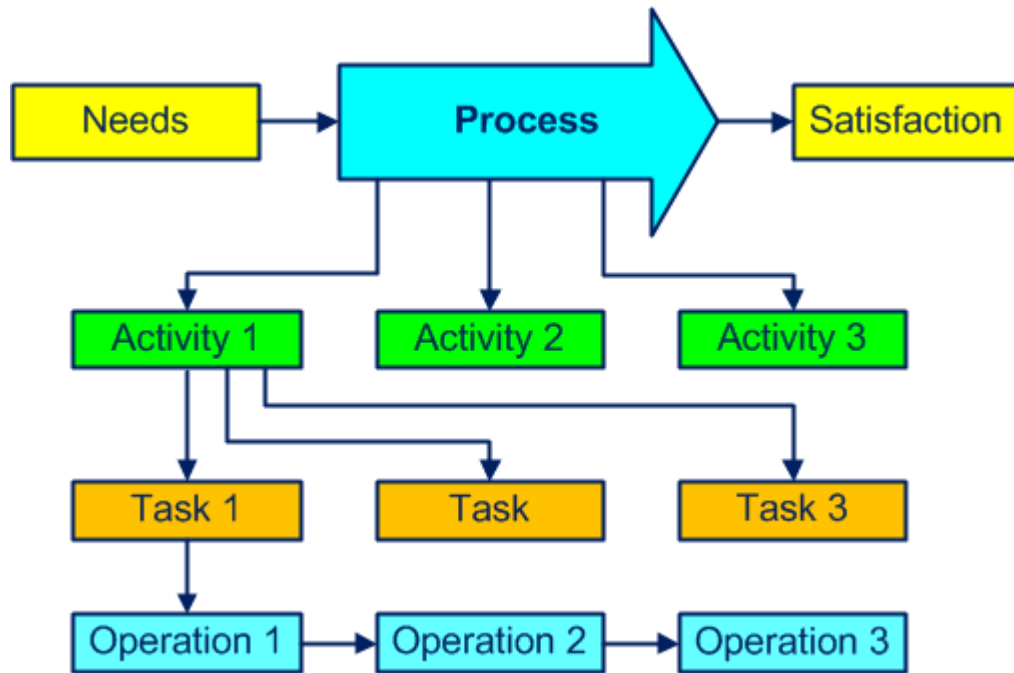 Needs
Process
Satisfaction
Activity 1
Activity 2
Activity 3
Task 1
Task
Task 3
Operation 1
Operation 2
Operation 3